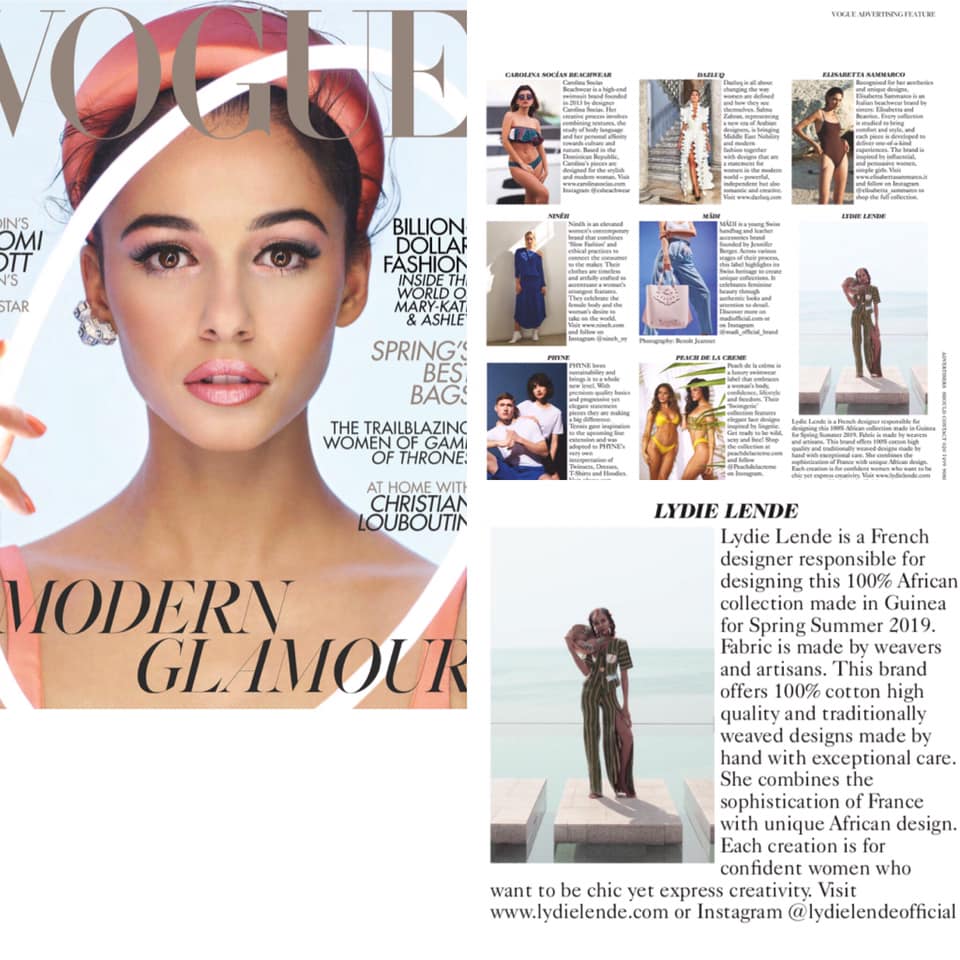 VOGUE
DIN'S
OMI
OTT
N'S
STAR
BILLION
DOLLAR
FASHION
INSIDE THE
WORLD O
MARY-KAT
& ASHLEY
SPRING'S
BEST
BAGS
THE TRAILBLAZING
WOMEN OF GAME
OF THRONES
AT HOME WITH
CHRISTIAN
LOUBOUTIN
MODERN
GLAMOUR
VOGUE ADVERTISING FEATURE
CAROLINA SOCÍAS BEACHWEAR
Carolina Socías
Beachwear is a high-end
swimsuit brand founded
in 2013 by designer
Carolina Socías. Her
creative process involves
combining textures, the
study of body language
and her personal affinity
towards culture and
nature. Based in the
Dominican Republic,
Carolina's pieces are
designed for the stylish
and modern woman. Visit
www.carolinasocias.com
Instagram @csbeachwear
DAZLUQ
Dazluq is all about
changing the way
women are defined
and how they see
themselves. Salma
Zahran, representing
a new era of Arabian
designers, is bringing
Middle East Nobility
and modern
fashion together
with designs that are
a statement for
women in the modern
world – powerful,
independent but also
romantic and creative.
Visit www.dazluq.com
ELISABETTA SAMMARCO
Recognised for her aesthetics
and unique designs,
Elisabetta Sammarco is an
Italian beachwear brand by
sisters; Elisabetta and
Beatrice. Every collection
is studied to bring
comfort and style, and
each piece is developed to
deliver one-of-a-kind
experiences. The brand is
inspired by influential,
and persuasive women,
simple girls. Visit
www.elisabettasammarco.it
and follow on Instagram
@elisabetta_sammarco to
shop the full collection.
NINÉH
Ninéh is an elevated
women's contemporary
brand that combines
'Slow Fashion' and
ethical practices to
connect the consumer
to the maker. Their
clothes are timeless
and artfully crafted to
accentuate a woman's
strongest features.
They celebrate the
female body and the
woman's desire to
take on the world.
Visit www.nineh.com
and follow on
Instagram @nineh_ny
MÄDI
MÄDI is a young Swiss
handbag and leather
accessories brand
founded by Jennifer
Berger. Across various
stages of their process,
this label highlights its
Swiss heritage to create
unique collections. It
celebrates feminine
beauty through
authentic looks and
attention to detail.
Discover more on
madiofficial.com or
on Instagram
@madi_official_brand
Photography: Benoît Jeannet
LYDIE LENDE
Lydie Lende is a French designer responsible for
designing this 100% African collection made in Guinea
for Spring Summer 2019. Fabric is made by weavers
and artisans. This brand offers 100% cotton high
quality and traditionally weaved designs made by
hand with exceptional care. She combines the
sophistication of France with unique African design.
Each creation is for confident women who want to be
chic yet express creativity. Visit www.lydielende.com
PHYNE
PHYNE loves
sustainability and
brings it to a whole
new level. With
premium quality basics
and progressive yet
elegant statement
pieces they are making
a big difference.
Tennis gave inspiration
to the upcoming line
extension and was
adopted to PHYNE's
very own
interpretation of
Twinsets, Dresses,
T-Shirts and Hoodies.
PEACH DE LA CREME
Peach de la crème is
a luxury swimwear
label that embraces
a woman's body,
confidence, lifestyle
and freedom. Their
'Swimgerie'
collection features
elegant lace designs
inspired by lingerie.
Get ready to be wild,
sexy and free! Shop
the collection at
peachdelacreme.com
and follow
@Peachdelacreme
on Instagram.
LYDIE LENDE
Lydie Lende is a French
designer responsible for
designing this 100% African
collection made in Guinea
for Spring Summer 2019.
Fabric is made by weavers
and artisans. This brand
offers 100% cotton high
quality and traditionally
weaved designs made by
hand with exceptional care.
She combines the
sophistication of France
with unique African design.
Each creation is for
confident women who
want to be chic yet express creativity. Visit
www.lydielende.com or Instagram @lydielendeofficial